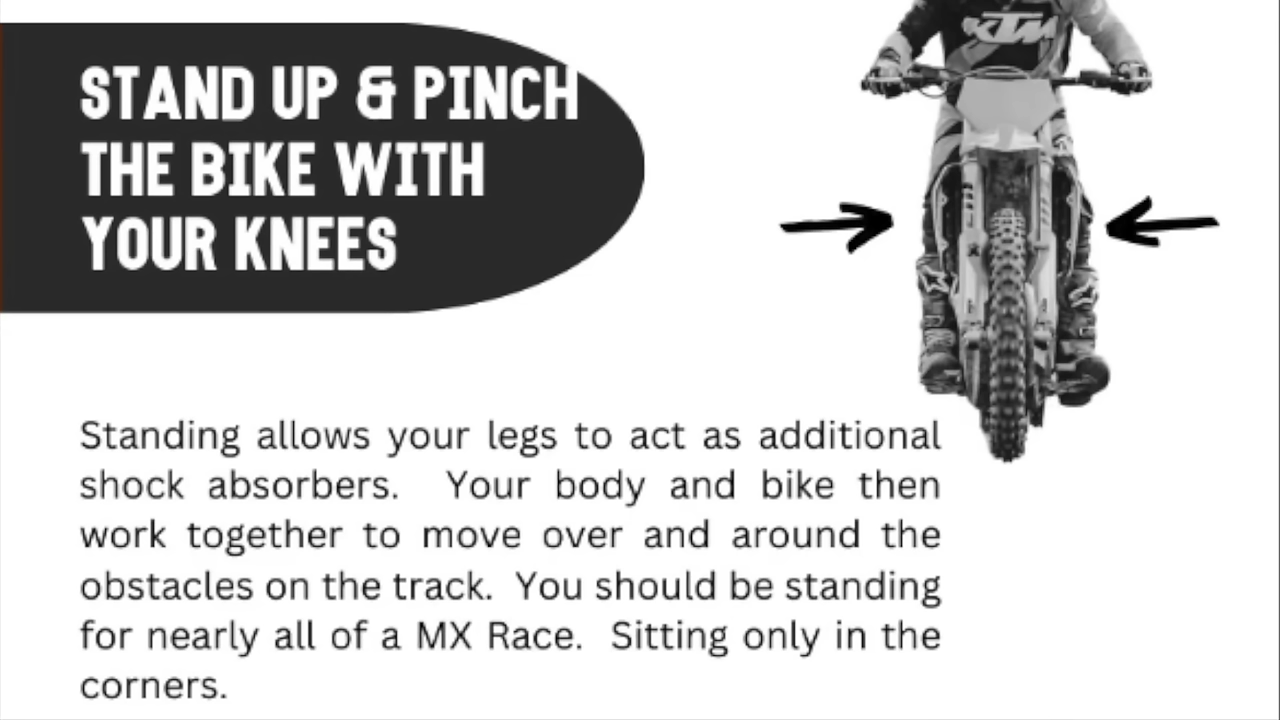 STAND UP & PINCH
THE BIKE WITH
YOUR KNEES
KTM
Standing allows your legs to act as additional
shock absorbers. Your body and bike then
work together to move over and around the
obstacles on the track. You should be standing
for nearly all of a MX Race. Sitting only in the
corners.